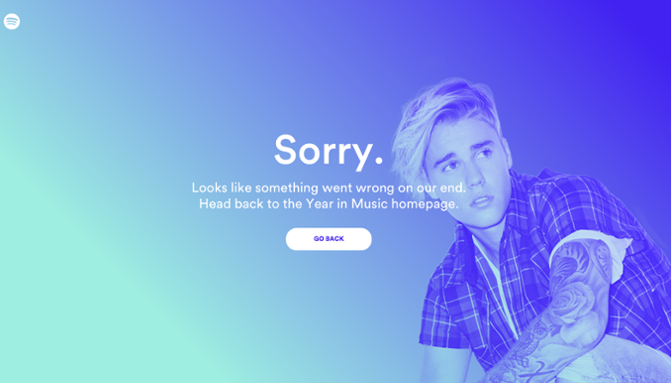 Sorry.
Looks like something went wrong on our end.
Head back to the Year in Music homepage.
GO BACK